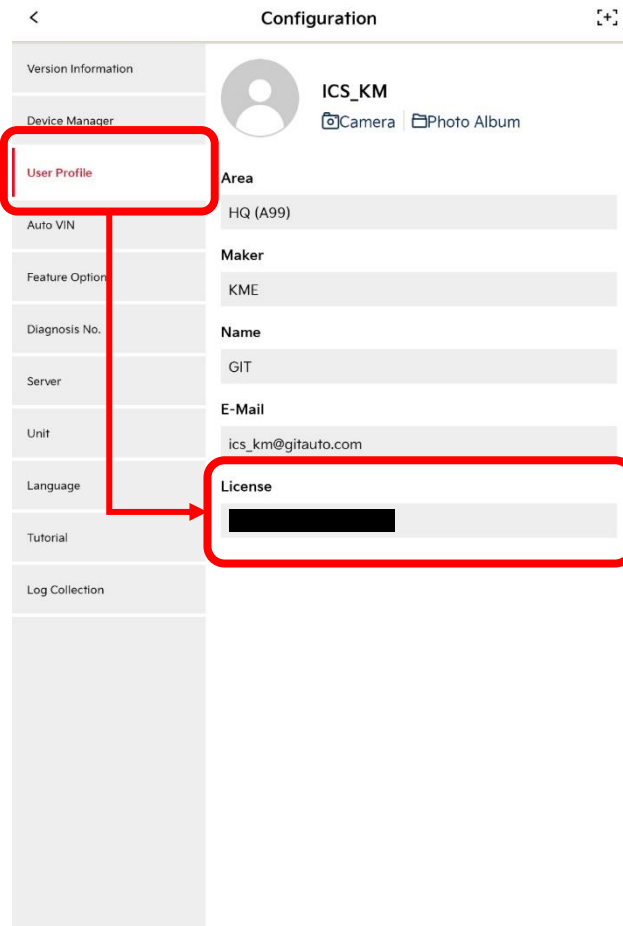 Configuration
Version Information
Device Manager
User Profile
Auto VIN
Feature Option
Diagnosis No.
Server
Unit
Language
Tutorial
Log Collection
ICS_KM
Camera
Photo Album
Area
HQ (A99)
Maker
KME
Name
GIT
E-Mail
ics_km@gitauto.com
License